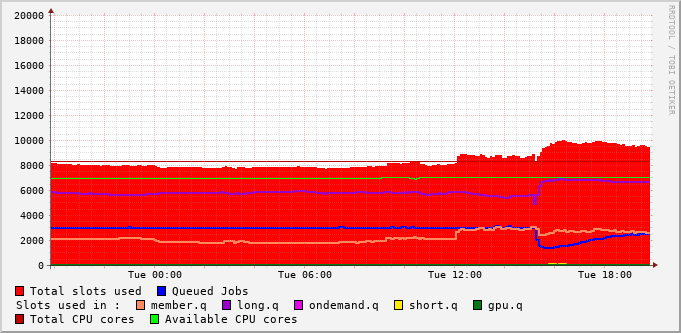 RRDTOOL / TOBI OETIKER
20000
18000
16000
14000
12000
10000
8000
6000
4000
2000
0
Tue 00:00 Tue 06:00 Tue 12:00 Tue 18:00
Total slots used Queued Jobs
Slots used in : member.q long.q ondemand.q short.q gpu.q
Total CPU cores Available CPU cores